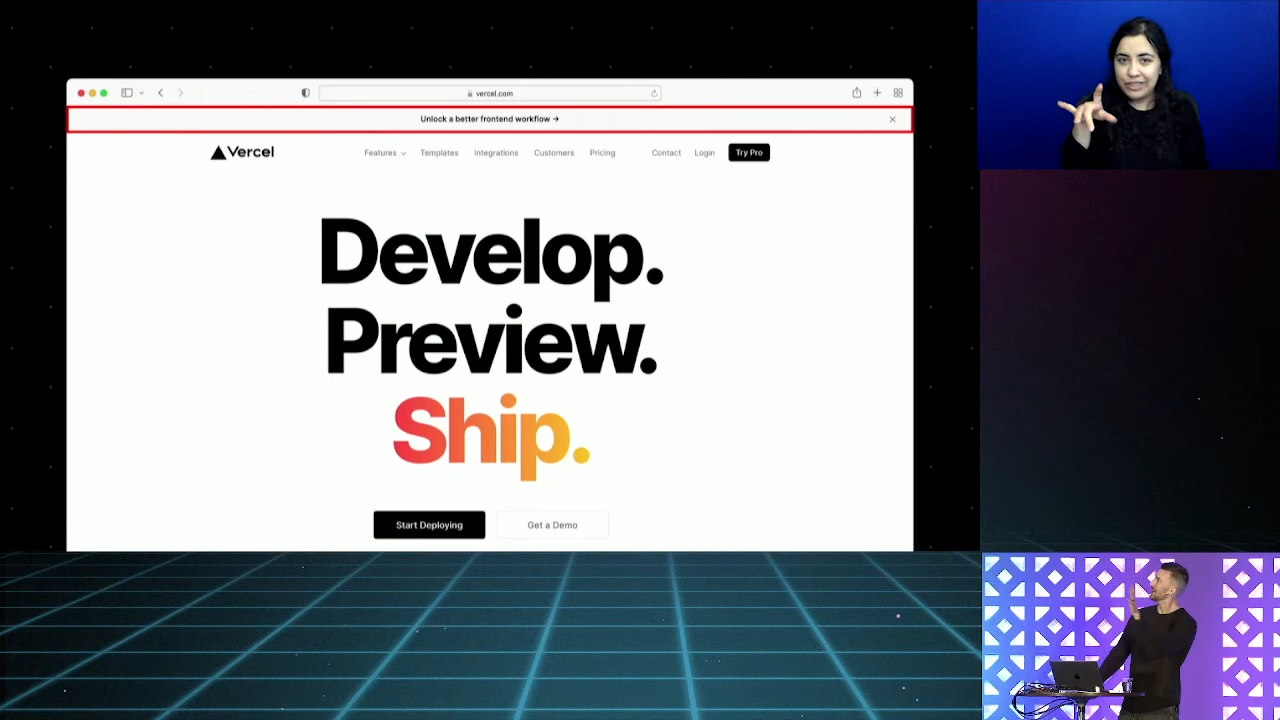 vercel.com
Unlock a better frontend workflow →
Vercel
Features Templates Integrations Customers Pricing Contact Login Try Pro
Develop.
Preview.
Ship.
Start Deploying
Get a Demo